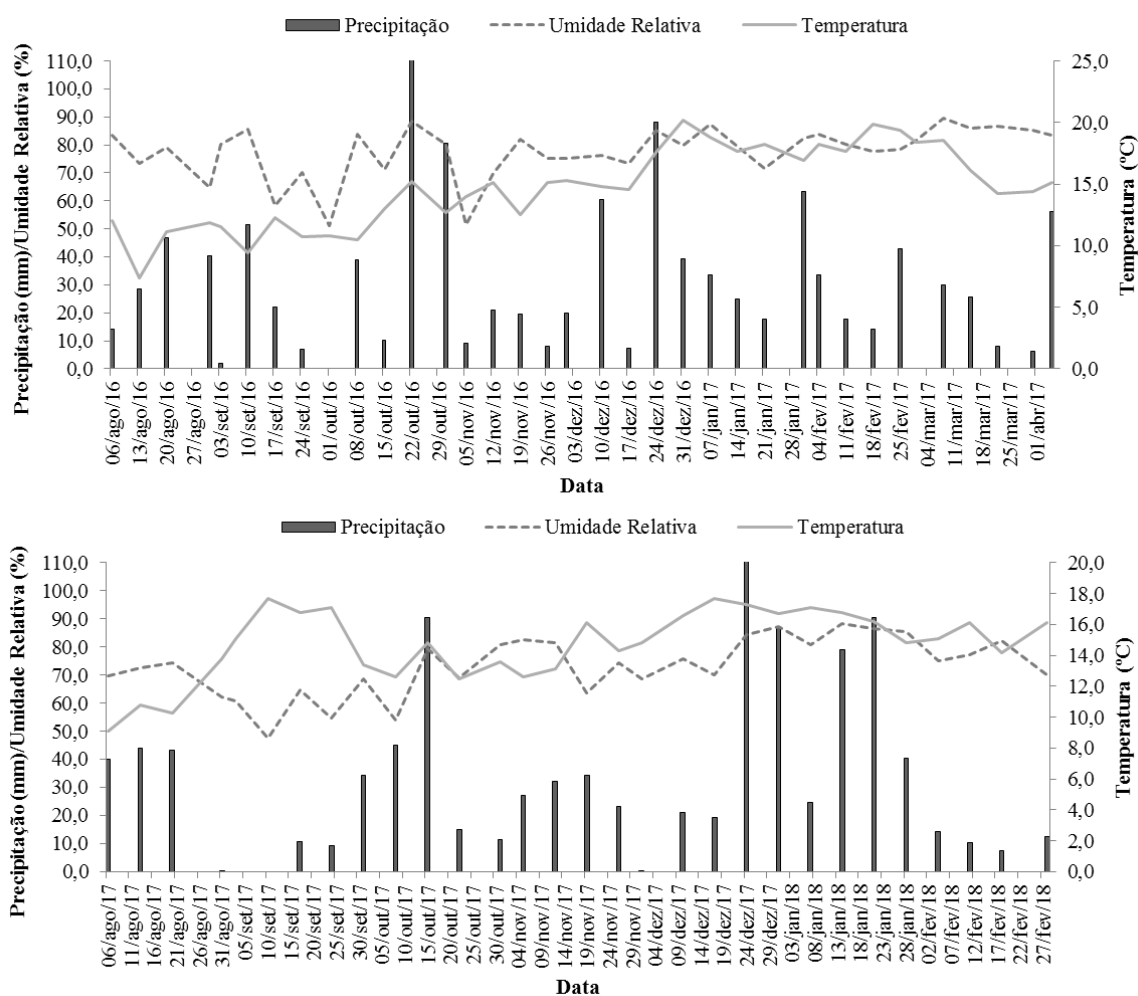 Precipitação Umidade Relativa Temperatura
Precipitação (mm)/Umidade Relativa (%)
110,0
100,0
90,0
80,0
70,0
60,0
50,0
40,0
30,0
20,0
10,0
0,0
25,0
20,0
15,0
10,0
5,0
0,0
Temperatura (ºC)
06/ago/16
13/ago/16
20/ago/16
27/ago/16
03/set/16
10/set/16
17/set/16
24/set/16
01/out/16
08/out/16
15/out/16
22/out/16
29/out/16
05/nov/16
12/nov/16
19/nov/16
26/nov/16
03/dez/16
10/dez/16
17/dez/16
24/dez/16
31/dez/16
07/jan/17
14/jan/17
21/jan/17
28/jan/17
04/fev/17
11/fev/17
18/fev/17
25/fev/17
04/mar/17
11/mar/17
18/mar/17
25/mar/17
01/abr/17
Data
Precipitação Umidade Relativa Temperatura
Precipitação (mm)/Umidade Relativa (%)
110,0
100,0
90,0
80,0
70,0
60,0
50,0
40,0
30,0
20,0
10,0
0,0
20,0
18,0
16,0
14,0
12,0
10,0
8,0
6,0
4,0
2,0
0,0
Temperatura (ºC)
06/ago/17
11/ago/17
16/ago/17
21/ago/17
26/ago/17
31/ago/17
05/set/17
10/set/17
15/set/17
20/set/17
25/set/17
30/set/17
05/out/17
10/out/17
15/out/17
20/out/17
25/out/17
30/out/17
04/nov/17
09/nov/17
14/nov/17
19/nov/17
24/nov/17
29/nov/17
04/dez/17
09/dez/17
14/dez/17
19/dez/17
24/dez/17
29/dez/17
03/jan/18
08/jan/18
13/jan/18
18/jan/18
23/jan/18
28/jan/18
02/fev/18
07/fev/18
12/fev/18
17/fev/18
22/fev/18
27/fev/18
Data